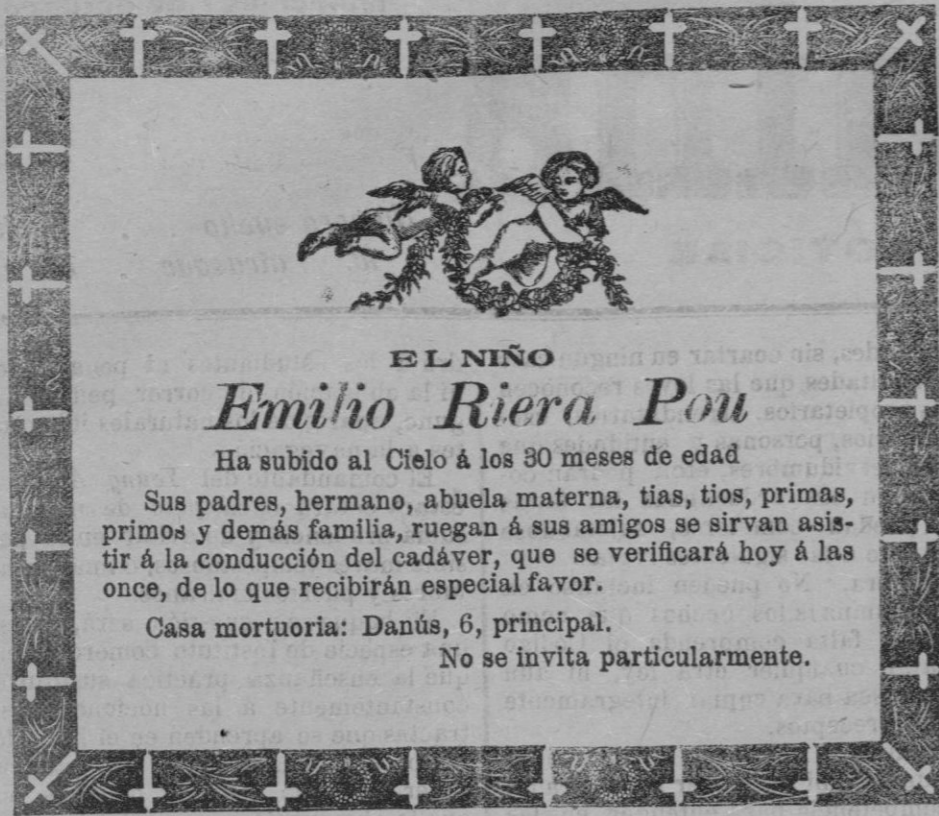 EL NIÑO
Emilio Riera Pou
Ha subido al Cielo á los 30 meses de edad
Sus padres, hermano, abuela materna, tias, tios, primas,
primos y demás familia, ruegan á sus amigos se sirvan asis-
tir á la conducción del cadáver, que se verificará hoy á las
once, de lo que recibirán especial favor.
Casa mortuoria: Danús, 6, principal.
No se invita particularmente.